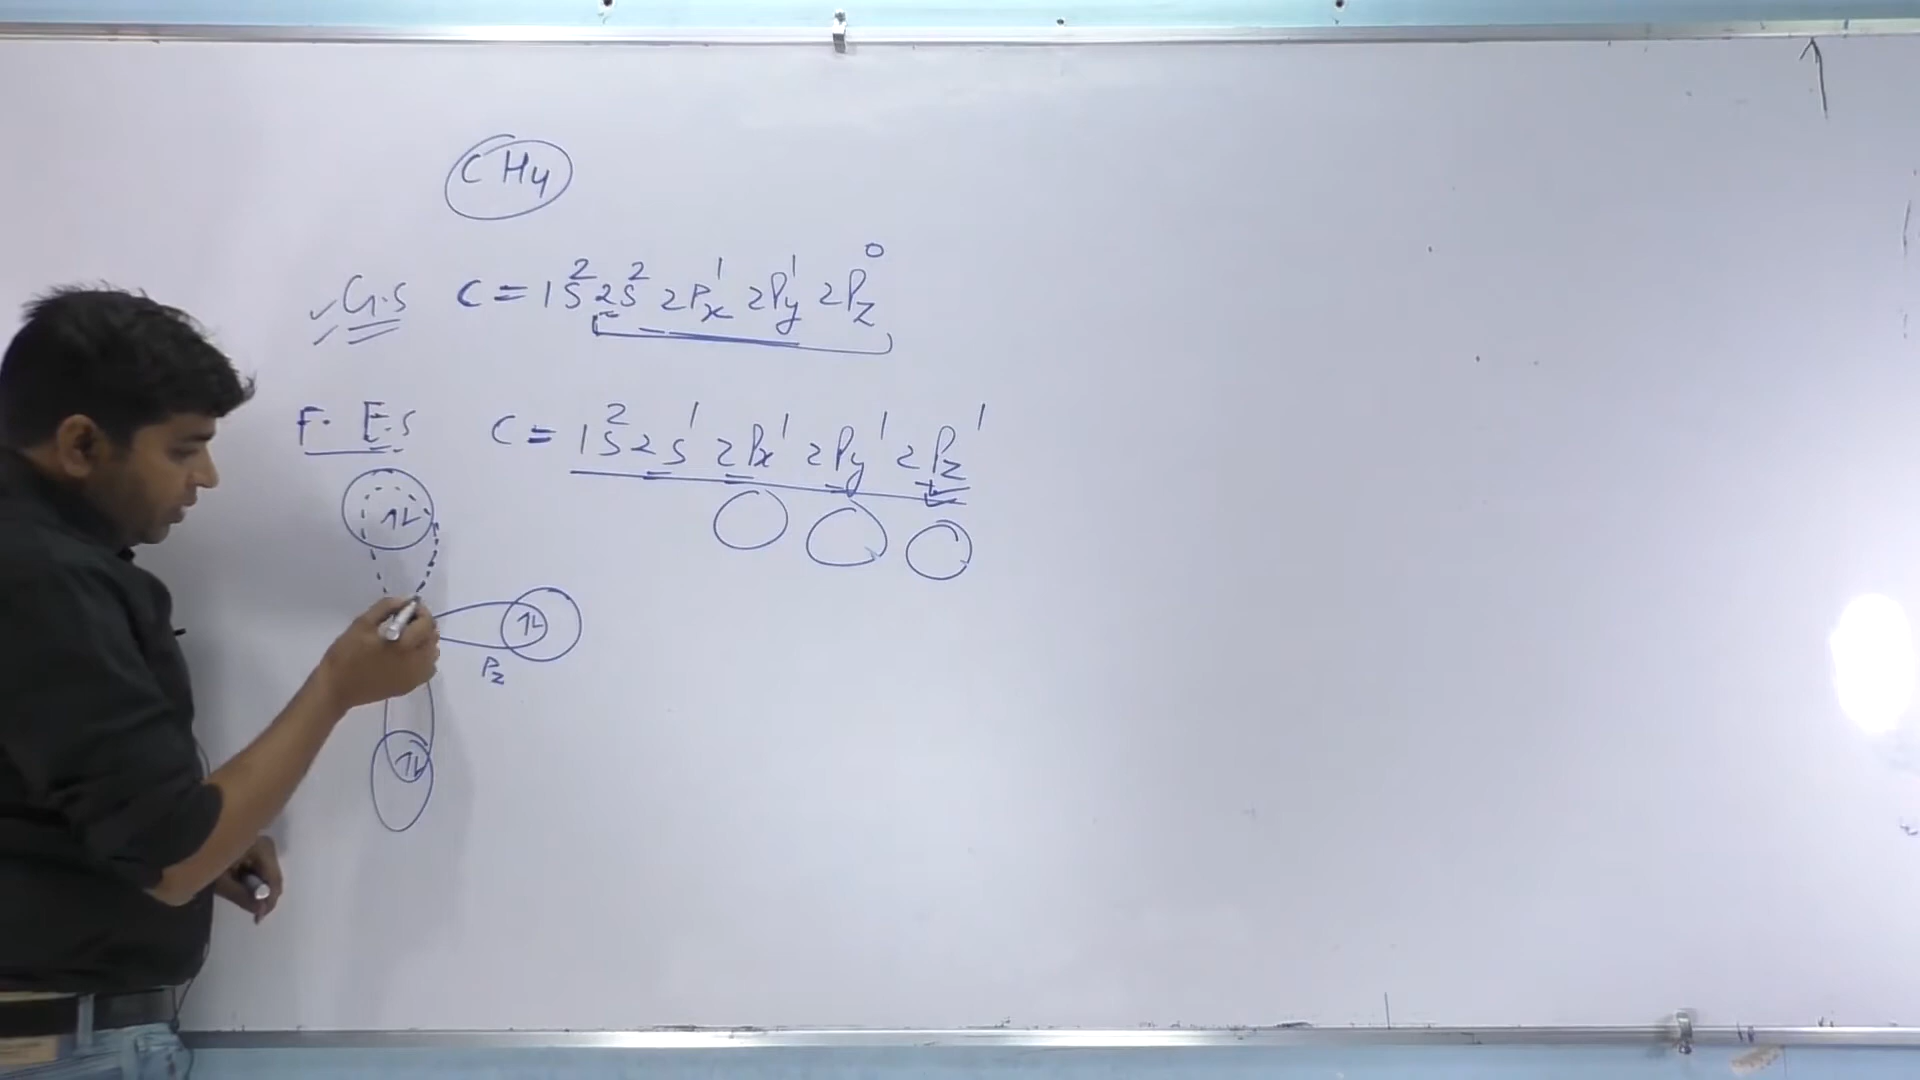 CH4
G.S C = 1S² 2S² 2Px¹ 2Py¹ 2Pz⁰
F. E.S C = 1S² 2S¹ 2Px¹ 2Py¹ 2Pz¹
1L
1L
Pz
1L